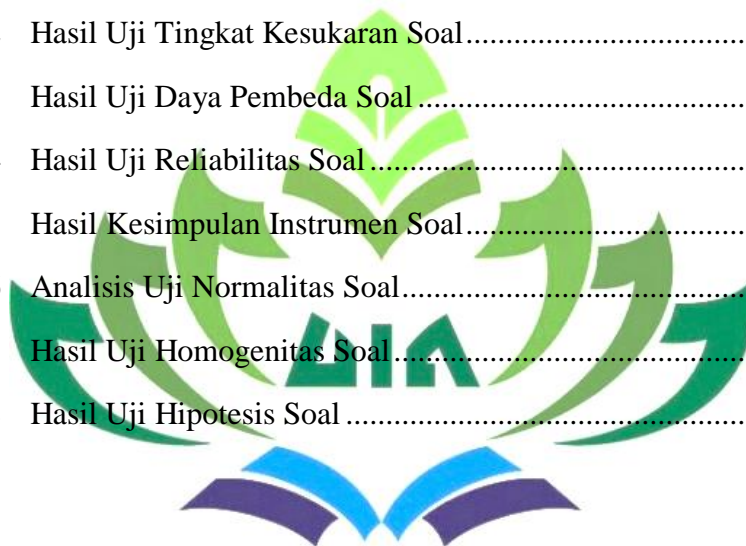 Hasil Uji Tingkat Kesukaran Soal....................................
Hasil Uji Daya Pembeda Soal...........................................
Hasil Uji Reliabilitas Soal..................................................
Hasil Kesimpulan Instrumen Soal....................................
Analisis Uji Normalitas Soal.............................................
Hasil Uji Homogenitas Soal..............................................
Hasil Uji Hipotesis Soal.....................................................
UIN